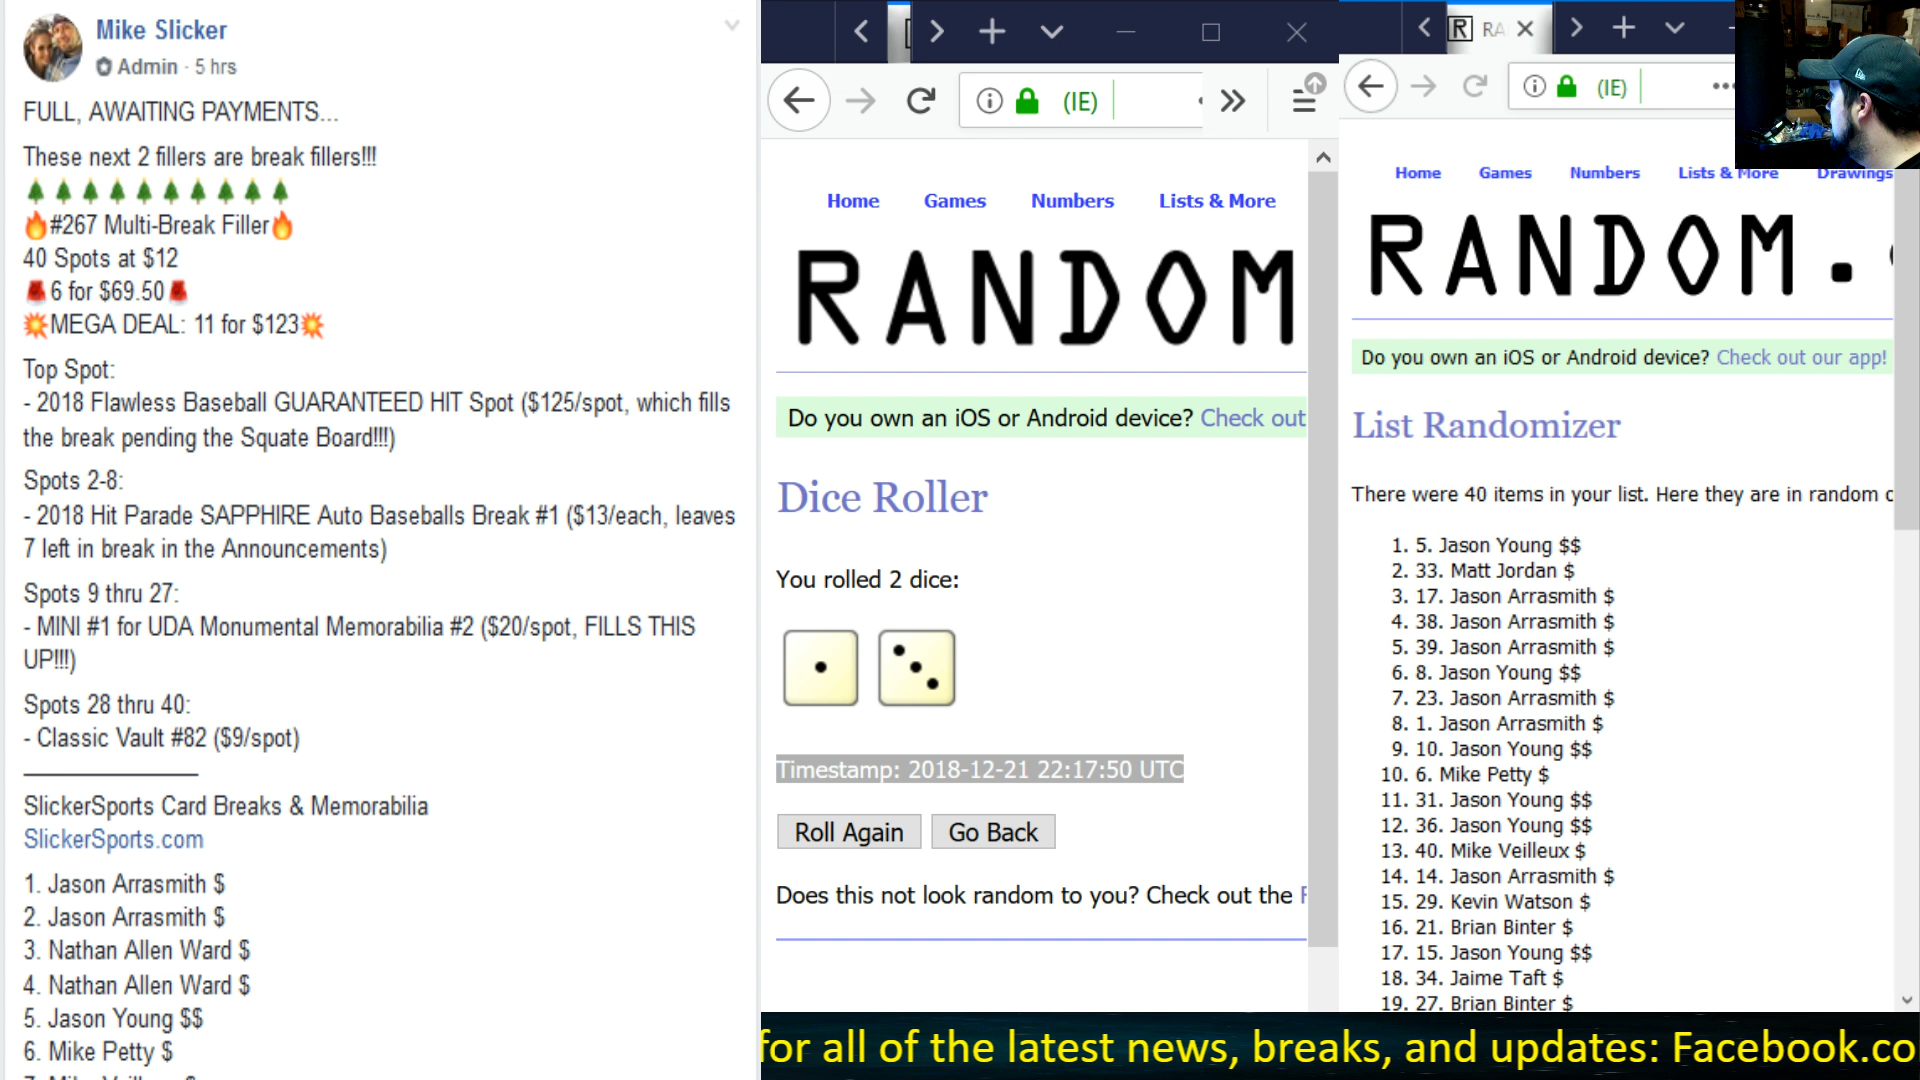 Mike Slicker
Admin · 5 hrs
FULL, AWAITING PAYMENTS...
These next 2 fillers are break fillers!!!
🌲🌲🌲🌲🌲🌲🌲🌲🌲🌲
🔥#267 Multi-Break Filler🔥
40 Spots at $12
6 for $69.50
💥MEGA DEAL: 11 for $123💥
Top Spot:
- 2018 Flawless Baseball GUARANTEED HIT Spot ($125/spot, which fills
the break pending the Squate Board!!!)
Spots 2-8:
- 2018 Hit Parade SAPPHIRE Auto Baseballs Break #1 ($13/each, leaves
7 left in break in the Announcements)
Spots 9 thru 27:
- MINI #1 for UDA Monumental Memorabilia #2 ($20/spot, FILLS THIS
UP!!!)
Spots 28 thru 40:
- Classic Vault #82 ($9/spot)
SlickerSports Card Breaks & Memorabilia
SlickerSports.com
1. Jason Arrasmith $
2. Jason Arrasmith $
3. Nathan Allen Ward $
4. Nathan Allen Ward $
5. Jason Young $$
6. Mike Petty $
(IE)
Home Games Numbers Lists & More
RANDOM
Do you own an iOS or Android device? Check out
Dice Roller
You rolled 2 dice:
Timestamp: 2018-12-21 22:17:50 UTC
Roll Again Go Back
Does this not look random to you? Check out the
R RA
(IE)
Home Games Numbers Lists & More Drawings
RANDOM.
Do you own an iOS or Android device? Check out our app!
List Randomizer
There were 40 items in your list. Here they are in random
1. 5. Jason Young $$
2. 33. Matt Jordan $
3. 17. Jason Arrasmith $
4. 38. Jason Arrasmith $
5. 39. Jason Arrasmith $
6. 8. Jason Young $$
7. 23. Jason Arrasmith $
8. 1. Jason Arrasmith $
9. 10. Jason Young $$
10. 6. Mike Petty $
11. 31. Jason Young $$
12. 36. Jason Young $$
13. 40. Mike Veilleux $
14. 14. Jason Arrasmith $
15. 29. Kevin Watson $
16. 21. Brian Binter $
17. 15. Jason Young $$
18. 34. Jaime Taft $
19. 27. Brian Binter $
for all of the latest news, breaks, and updates: Facebook.co